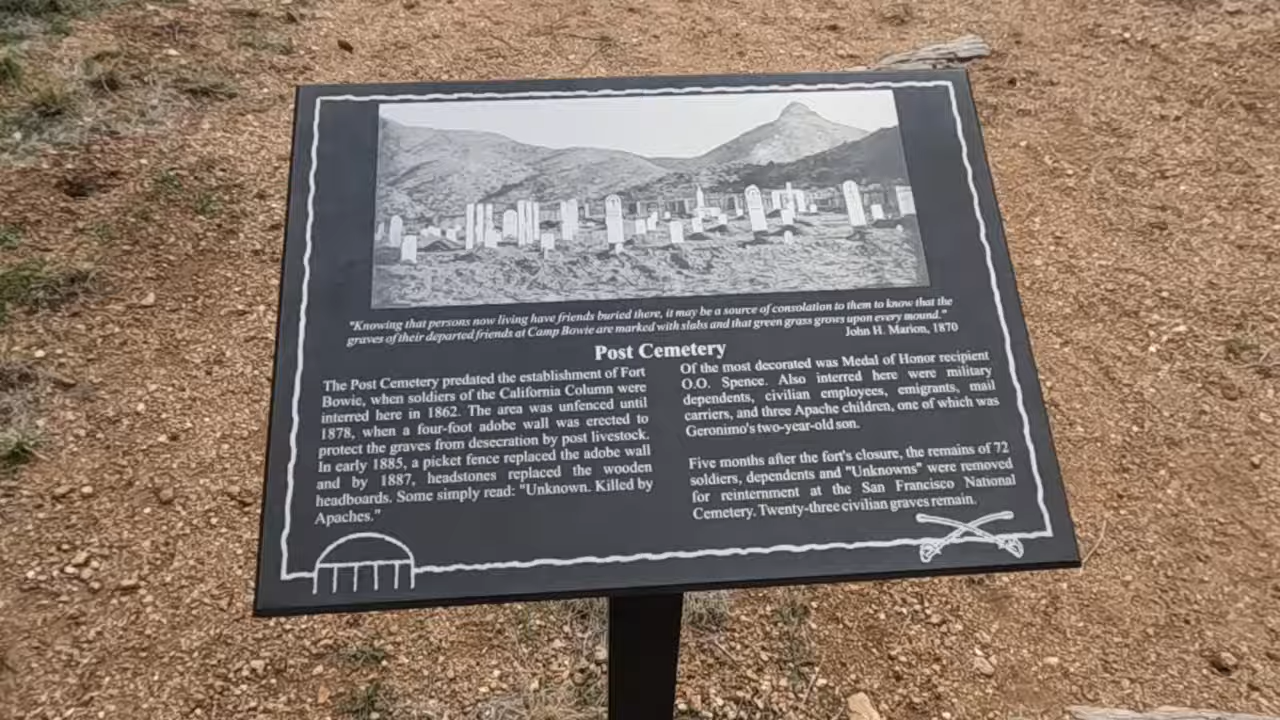 "Knowing that persons now living have friends buried there, it may be a source of consolation to them to know that the
graves of their departed friends at Camp Bowie are marked with slabs and that green grass grows upon every mound."
John H. Marion, 1870
Post Cemetery
The Post Cemetery predated the establishment of Fort
Bowie, when soldiers of the California Column were
interred here in 1862. The area was unfenced until
1878, when a four-foot adobe wall was erected to
protect the graves from desecration by post livestock.
In early 1885, a picket fence replaced the adobe wall
and by 1887, headstones replaced the wooden
headboards. Some simply read: "Unknown. Killed by
Apaches."
Of the most decorated was Medal of Honor recipient
O.O. Spence. Also interred here were military
dependents, civilian employees, emigrants, mail
carriers, and three Apache children, one of which was
Geronimo's two-year-old son.
Five months after the fort's closure, the remains of 72
soldiers, dependents and "Unknowns" were removed
for reinternment at the San Francisco National
Cemetery. Twenty-three civilian graves remain.